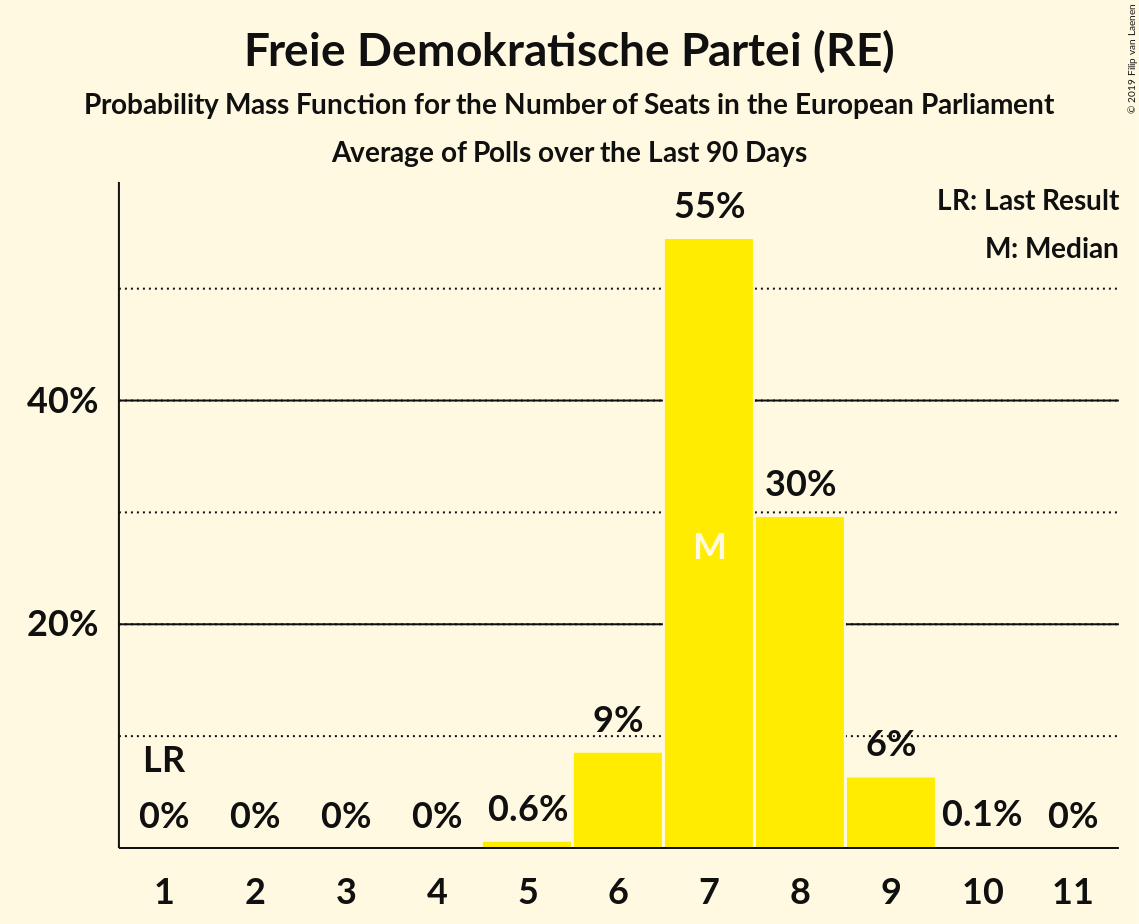 Freie Demokratische Partei (RE)
Probability Mass Function for the Number of Seats in the European Parliament
Average of Polls over the Last 90 Days
© 2019 Filip van Laenen
LR: Last Result
M: Median
55%
40%
30%
M
20%
9%
6%
LR
0% 0% 0% 0% 0.6% 0.1% 0%
1 2 3 4 5 6 7 8 9 10 11